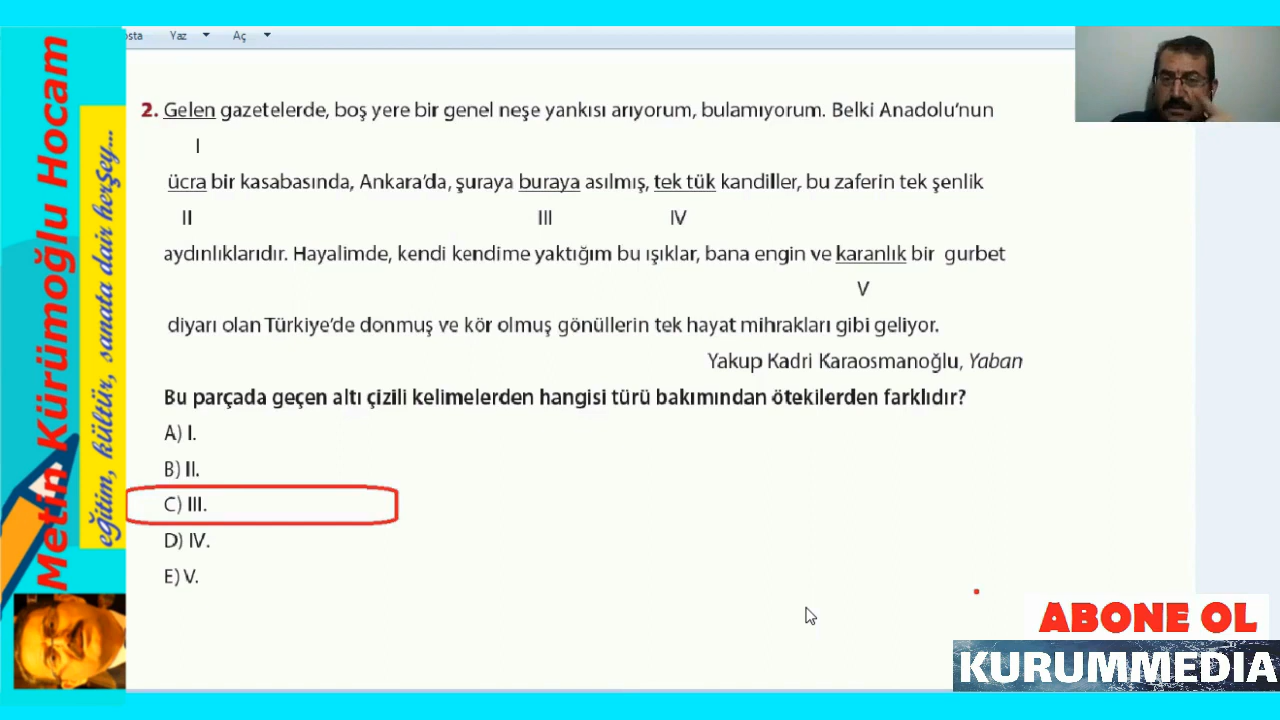 osta Yaz Aç
Metin Kürümoğlu Hocam
eğitim, kültür, sanata dair herşey...
2. Gelen gazetelerde, boş yere bir genel neşe yankısı arıyorum, bulamıyorum. Belki Anadolu’nun
I
ücra bir kasabasında, Ankara’da, şuraya buraya asılmış, tek tük kandiller, bu zaferin tek şenlik
II III IV
aydınlıklarıdır. Hayalimde, kendi kendime yaktığım bu ışıklar, bana engin ve karanlık bir gurbet
V
diyarı olan Türkiye’de donmuş ve kör olmuş gönüllerin tek hayat mihrakları gibi geliyor.
Yakup Kadri Karaosmanoğlu, Yaban
Bu parçada geçen altı çizili kelimelerden hangisi türü bakımından ötekilerden farklıdır?
A) I.
B) II.
C) III.
D) IV.
E) V.
ABONE OL
KURUMMEDIA